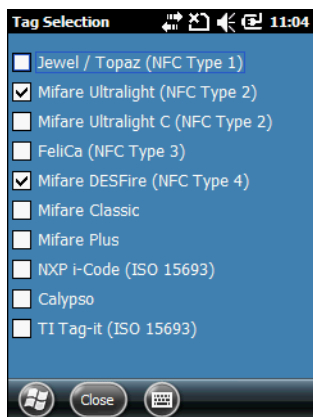 Tag Selection 11:04
Jewel / Topaz (NFC Type 1)
Mifare Ultralight (NFC Type 2)
Mifare Ultralight C (NFC Type 2)
FeliCa (NFC Type 3)
Mifare DESFire (NFC Type 4)
Mifare Classic
Mifare Plus
NXP i-Code (ISO 15693)
Calypso
TI Tag-it (ISO 15693)
Close